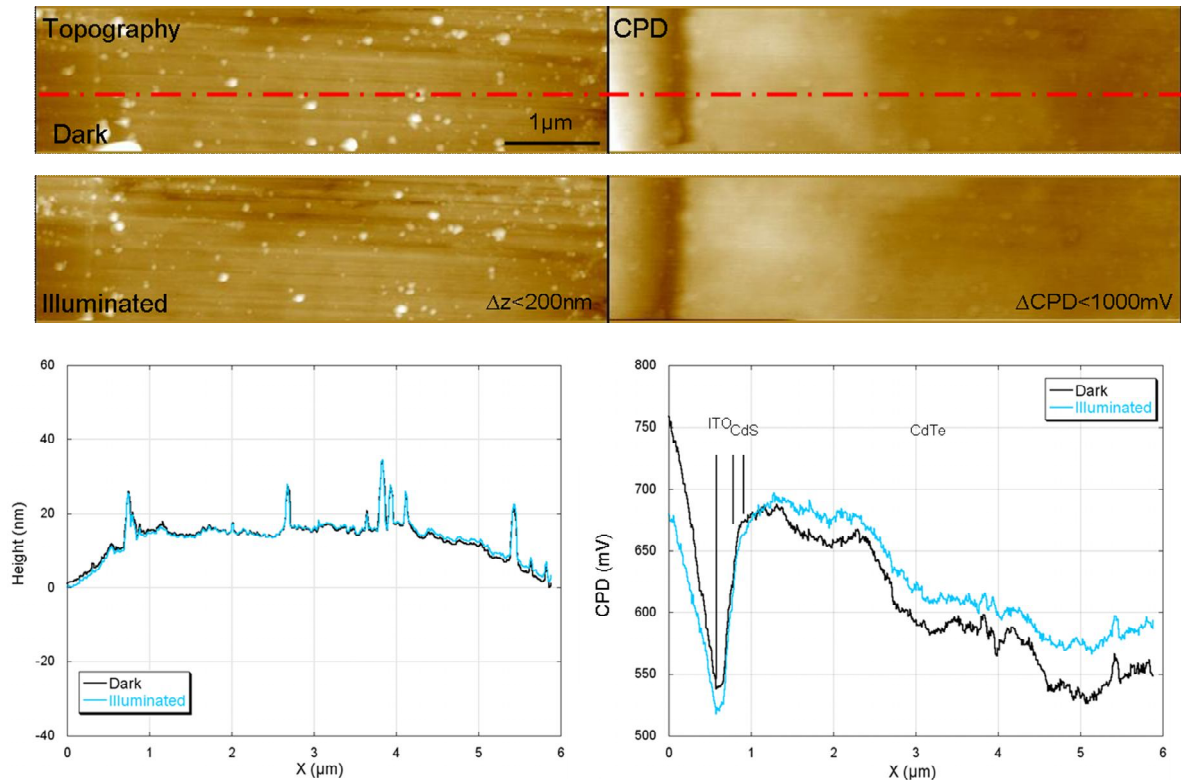 Topography
CPD
Dark
1µm
Illuminated
Δz<200nm
ΔCPD<1000mV
60
40
20
0
-20
-40
Height (nm)
Dark
Illuminated
0 1 2 3 4 5 6
X (µm)
800
750
700
650
600
550
500
CPD (mV)
Dark
Illuminated
ITO
CdS
CdTe
0 1 2 3 4 5 6
X (µm)